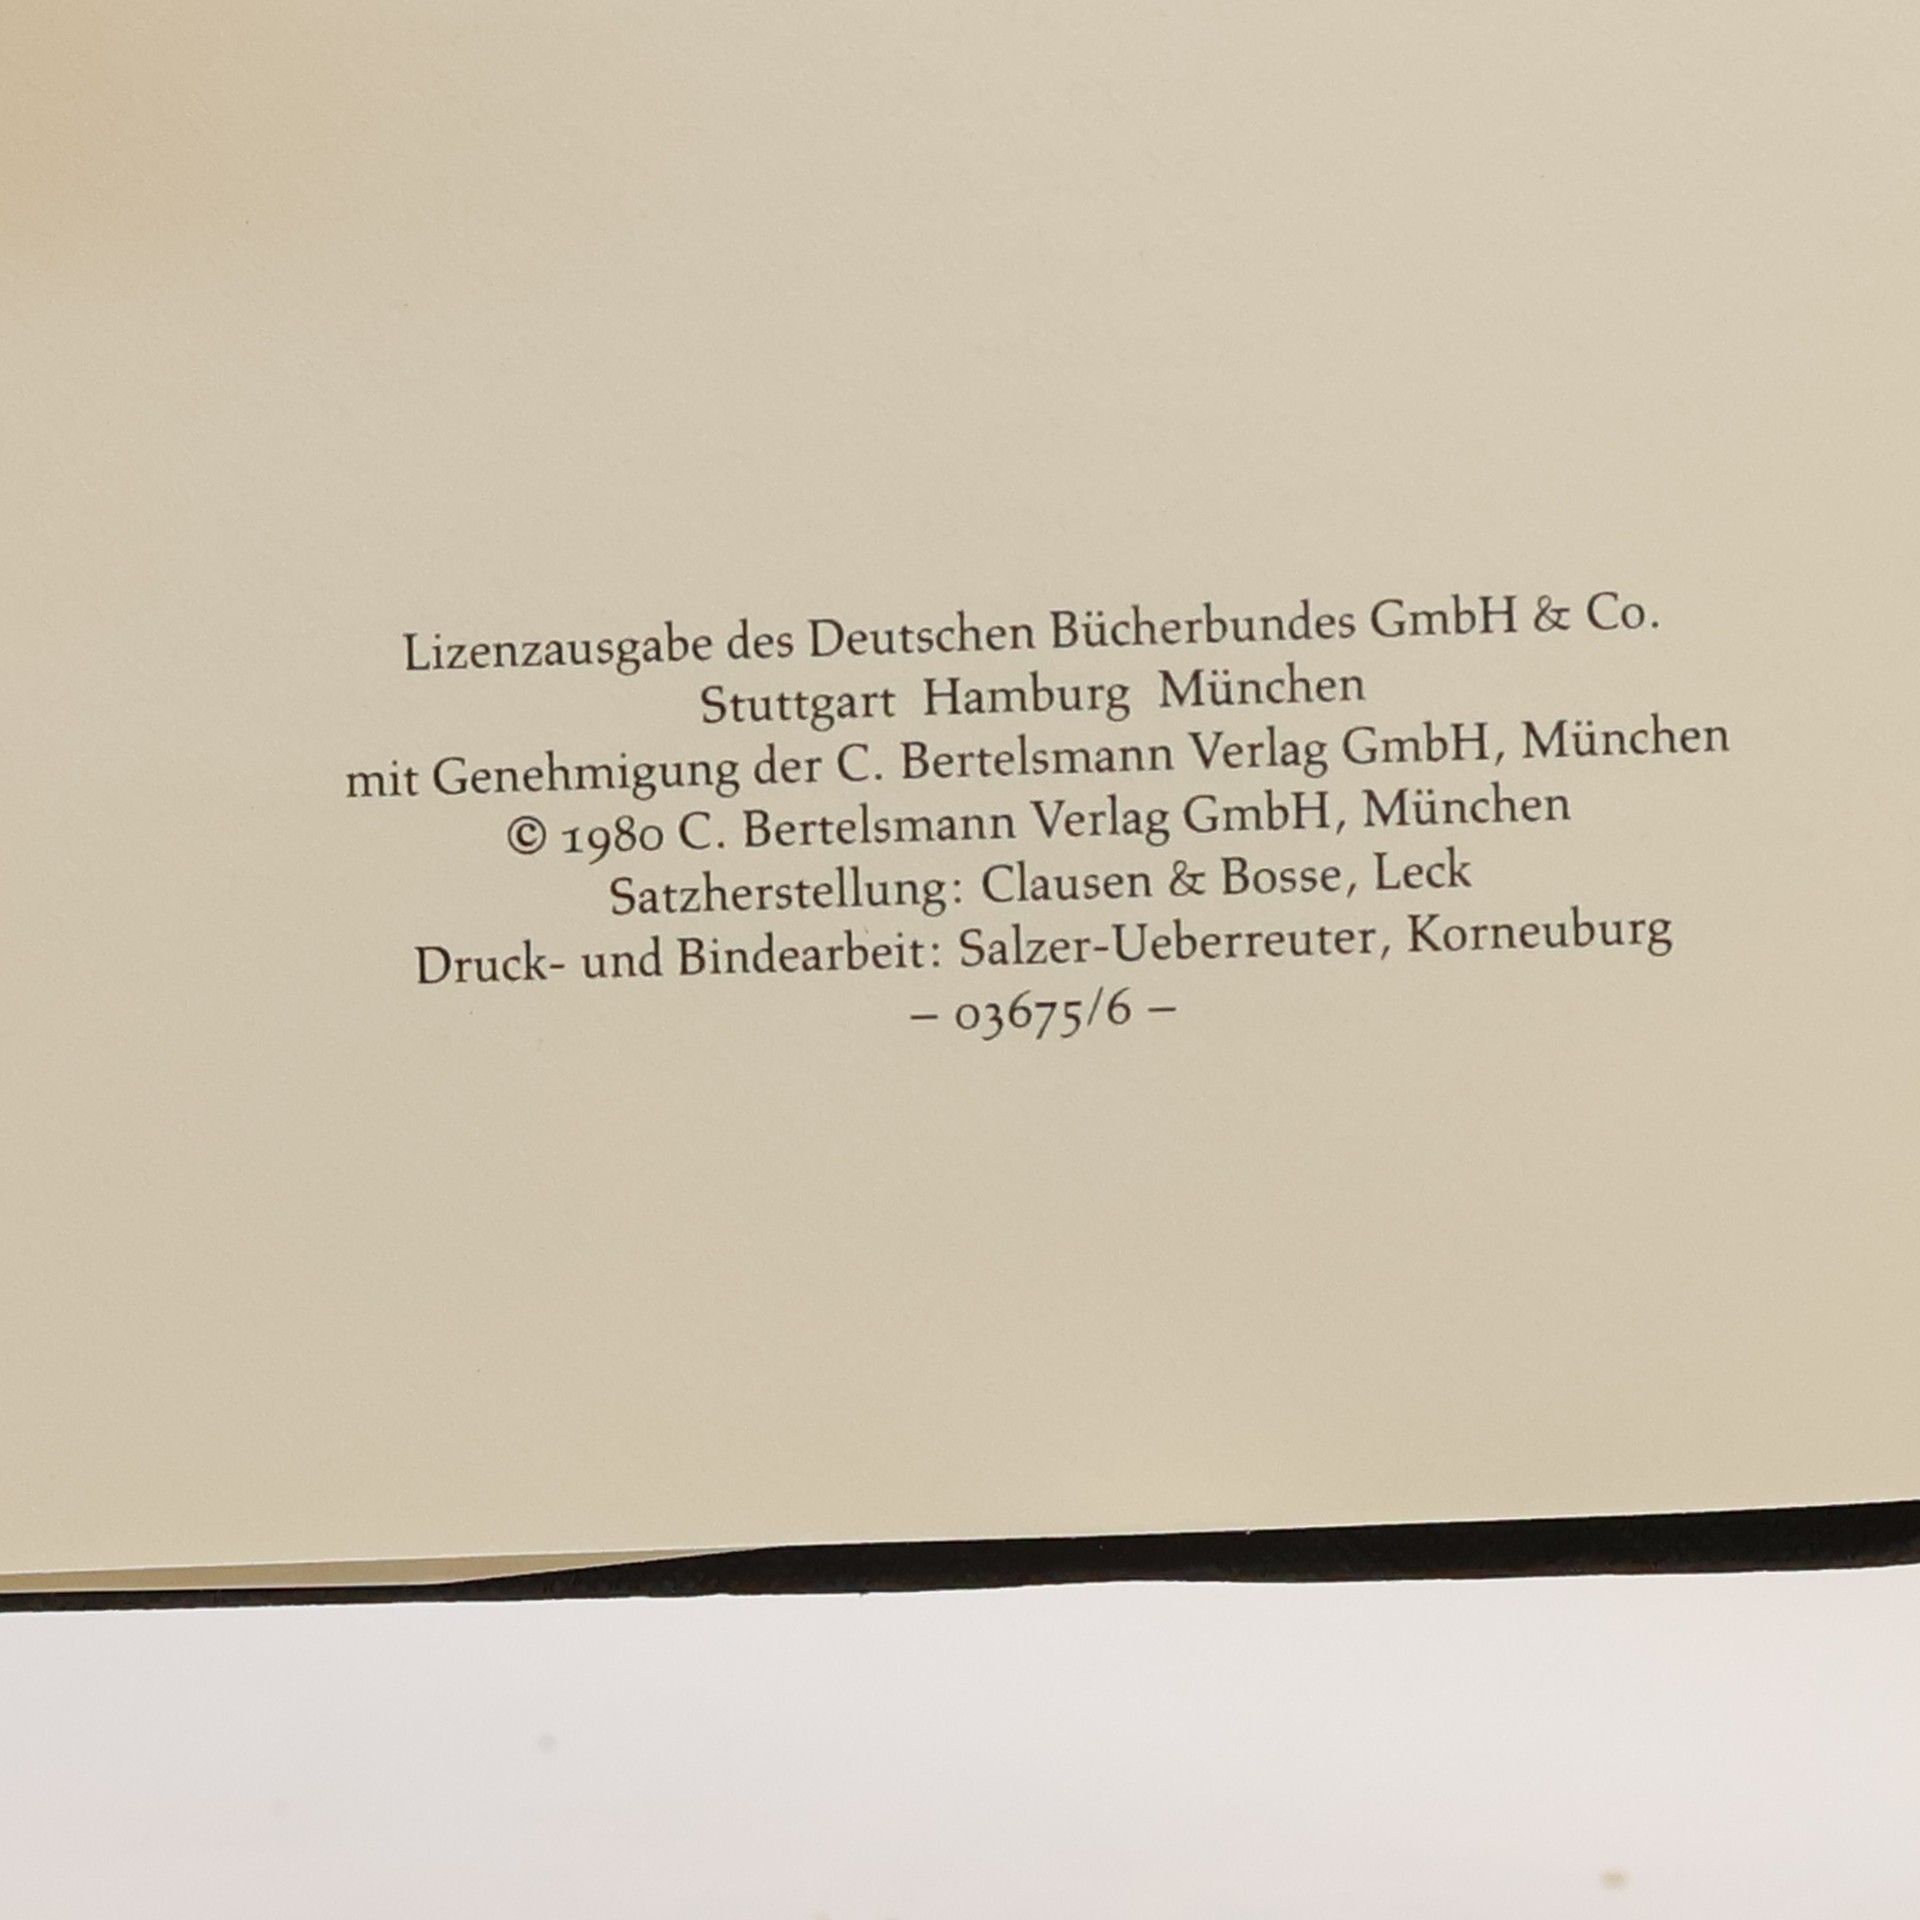 Lizenzausgabe des Deutschen Bücherbundes GmbH & Co.
Stuttgart Hamburg München
mit Genehmigung der C. Bertelsmann Verlag GmbH, München
© 1980 C. Bertelsmann Verlag GmbH, München
Satzherstellung: Clausen & Bosse, Leck
Druck- und Bindearbeit: Salzer-Ueberreuter, Korneuburg
– 03675/6 –